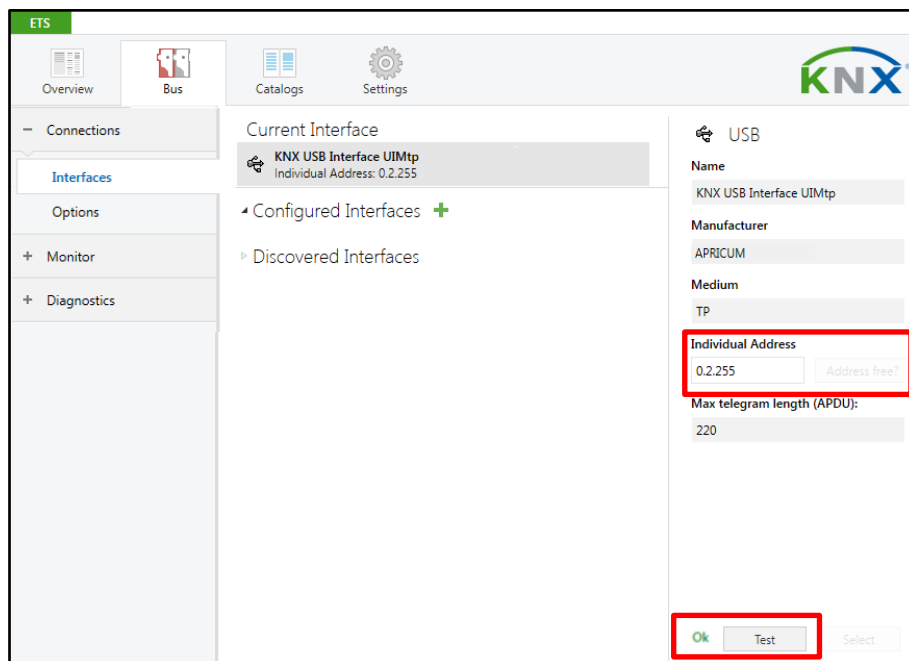 ETS
Overview
Bus
Catalogs
Settings
KNX
Connections
Interfaces
Options
Monitor
Diagnostics
Current Interface
KNX USB Interface UIMtp
Individual Address: 0.2.255
Configured Interfaces
Discovered Interfaces
USB
Name
KNX USB Interface UIMtp
Manufacturer
APRICUM
Medium
TP
Individual Address
0.2.255 Address free?
Max telegram length (APDU):
220
Ok Test Select